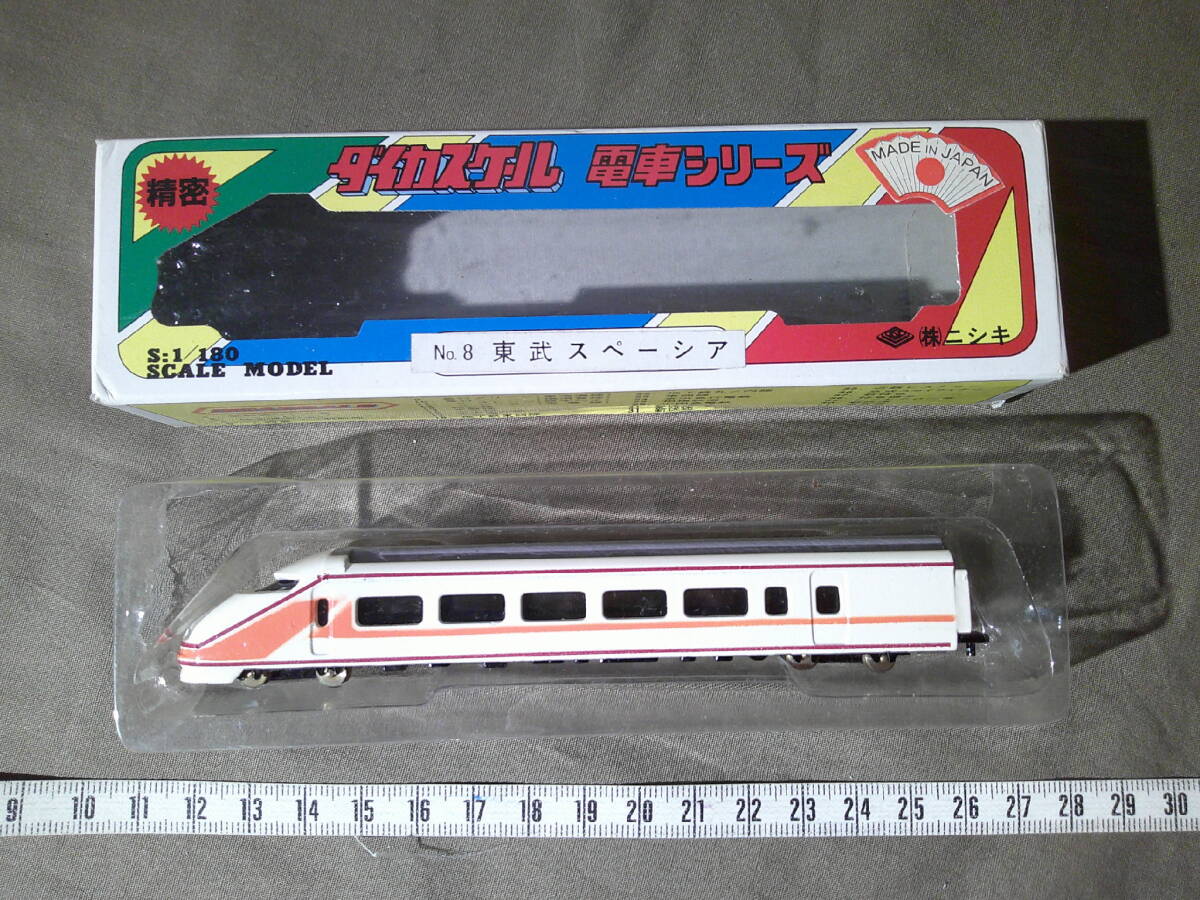 精密
ダイカスケール 電車シリーズ
MADE IN JAPAN
S:1/180
SCALE MODEL
No.8 東武スペーシア
㈱ニシキ
9 10 11 12 13 14 15 16 17 18 19 20 21 22 23 24 25 26 27 28 29 30